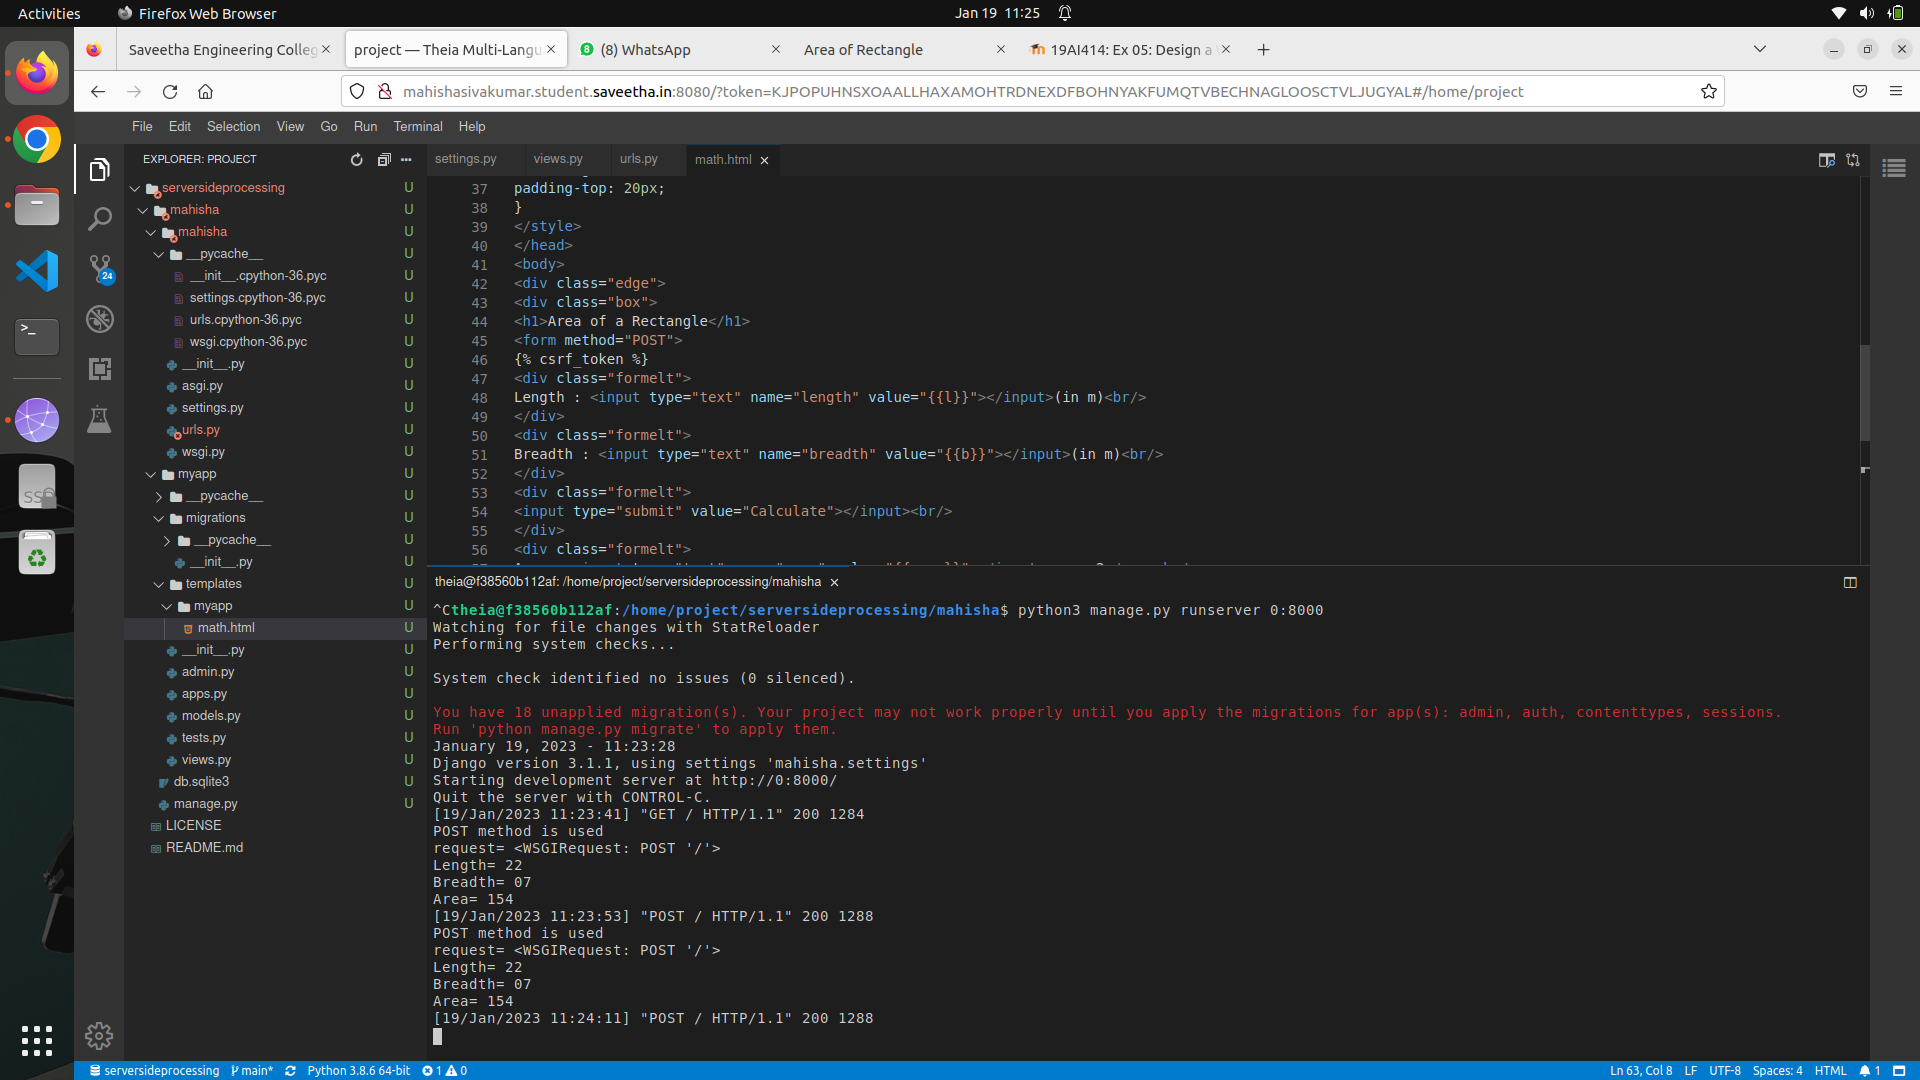 Activities
Firefox Web Browser
Jan 19 11:25
Saveetha Engineering Colleg
project — Theia Multi-Langu
(8) WhatsApp
Area of Rectangle
19AI414: Ex 05: Design a
mahishasivakumar.student.saveetha.in:8080/?token=KJPOPUHNSXOAALLHAXAMOHTRDNEXDFBOHNYAKFUMQTVBECHNAGLOOSCTVLJUGYAL#/home/project
File Edit Selection View Go Run Terminal Help
EXPLORER: PROJECT
serversideprocessing U
mahisha U
mahisha U
__pycache__ U
__init__.cpython-36.pyc U
settings.cpython-36.pyc U
urls.cpython-36.pyc U
wsgi.cpython-36.pyc U
__init__.py U
asgi.py U
settings.py U
urls.py U
wsgi.py U
myapp U
__pycache__ U
migrations U
__pycache__ U
__init__.py U
templates U
myapp U
math.html U
__init__.py U
admin.py U
apps.py U
models.py U
tests.py U
views.py U
db.sqlite3 U
manage.py U
LICENSE
README.md
24
settings.py views.py urls.py math.html
37 padding-top: 20px;
38 }
39 </style>
40 </head>
41 <body>
42 <div class="edge">
43 <div class="box">
44 <h1>Area of a Rectangle</h1>
45 <form method="POST">
46 {% csrf_token %}
47 <div class="formelt">
48 Length : <input type="text" name="length" value="{{l}}"></input>(in m)<br/>
49 </div>
50 <div class="formelt">
51 Breadth : <input type="text" name="breadth" value="{{b}}"></input>(in m)<br/>
52 </div>
53 <div class="formelt">
54 <input type="submit" value="Calculate"></input><br/>
55 </div>
56 <div class="formelt">
theia@f38560b112af: /home/project/serversideprocessing/mahisha
^Ctheia@f38560b112af:/home/project/serversideprocessing/mahisha$ python3 manage.py runserver 0:8000
Watching for file changes with StatReloader
Performing system checks...
System check identified no issues (0 silenced).
You have 18 unapplied migration(s). Your project may not work properly until you apply the migrations for app(s): admin, auth, contenttypes, sessions.
Run 'python manage.py migrate' to apply them.
January 19, 2023 - 11:23:28
Django version 3.1.1, using settings 'mahisha.settings'
Starting development server at http://0:8000/
Quit the server with CONTROL-C.
[19/Jan/2023 11:23:41] "GET / HTTP/1.1" 200 1284
POST method is used
request= <WSGIRequest: POST '/'>
Length= 22
Breadth= 07
Area= 154
[19/Jan/2023 11:23:53] "POST / HTTP/1.1" 200 1288
POST method is used
request= <WSGIRequest: POST '/'>
Length= 22
Breadth= 07
Area= 154
[19/Jan/2023 11:24:11] "POST / HTTP/1.1" 200 1288
serversideprocessing main* Python 3.8.6 64-bit 1 0
Ln 63, Col 8 LF UTF-8 Spaces: 4 HTML 1